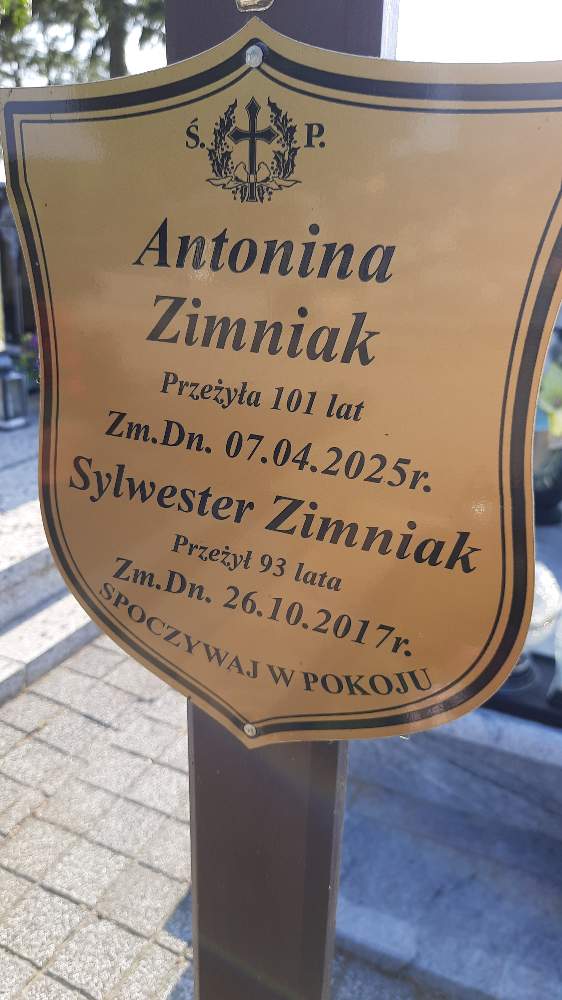 Ś. P.
Antonina
Zimniak
Przeżyła 101 lat
Zm.Dn. 07.04.2025r.
Sylwester Zimniak
Przeżył 93 lata
Zm.Dn. 26.10.2017r.
SPOCZYWAJ W POKOJU